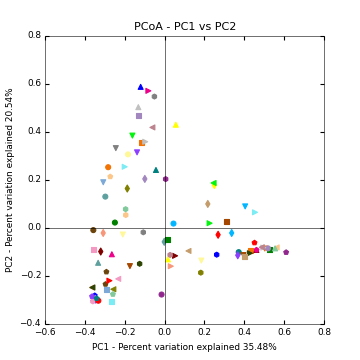 PCoA - PC1 vs PC2
PC2 - Percent variation explained 20.54%
0.8
0.6
0.4
0.2
0.0
−0.2
−0.4
−0.6 −0.4 −0.2 0.0 0.2 0.4 0.6 0.8
PC1 - Percent variation explained 35.48%